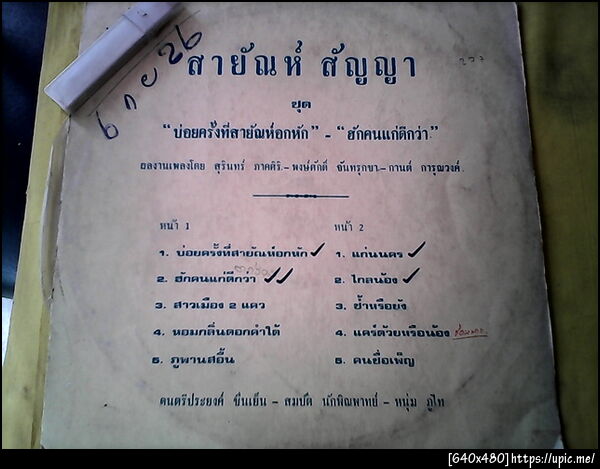 6 กย 26
สายัณห์ สัญญา
ชุด
“บ่อยครั้งที่สายัณห์อกหัก” - “ฮักคนแก่ดีกว่า”
ผลงานเพลงโดย สุรินทร์ ภาคศิริ.-พงษ์ศักดิ์ จันทรุกขา-กานต์ การุณวงศ์.
หน้า 1
1. บ่อยครั้งที่สายัณห์อกหัก
2. ฮักคนแก่ดีกว่า
3. สาวเมือง 2 แคว
4. หอมกลิ่นดอกคำใต้
5. ภูพานสอื้น
หน้า 2
1. แก่นนคร
2. ไกลน้อง
3. ช้ำหรือยัง
4. แคร์ด้วยหรือน้อง
5. คนยื่อเพ็ญ
ดนตรีประยงค์ ชื่นเย็น - สมบัติ นักพิณพาทย์ - หนุ่ม ภูไท
[640x480]https://upic.me/